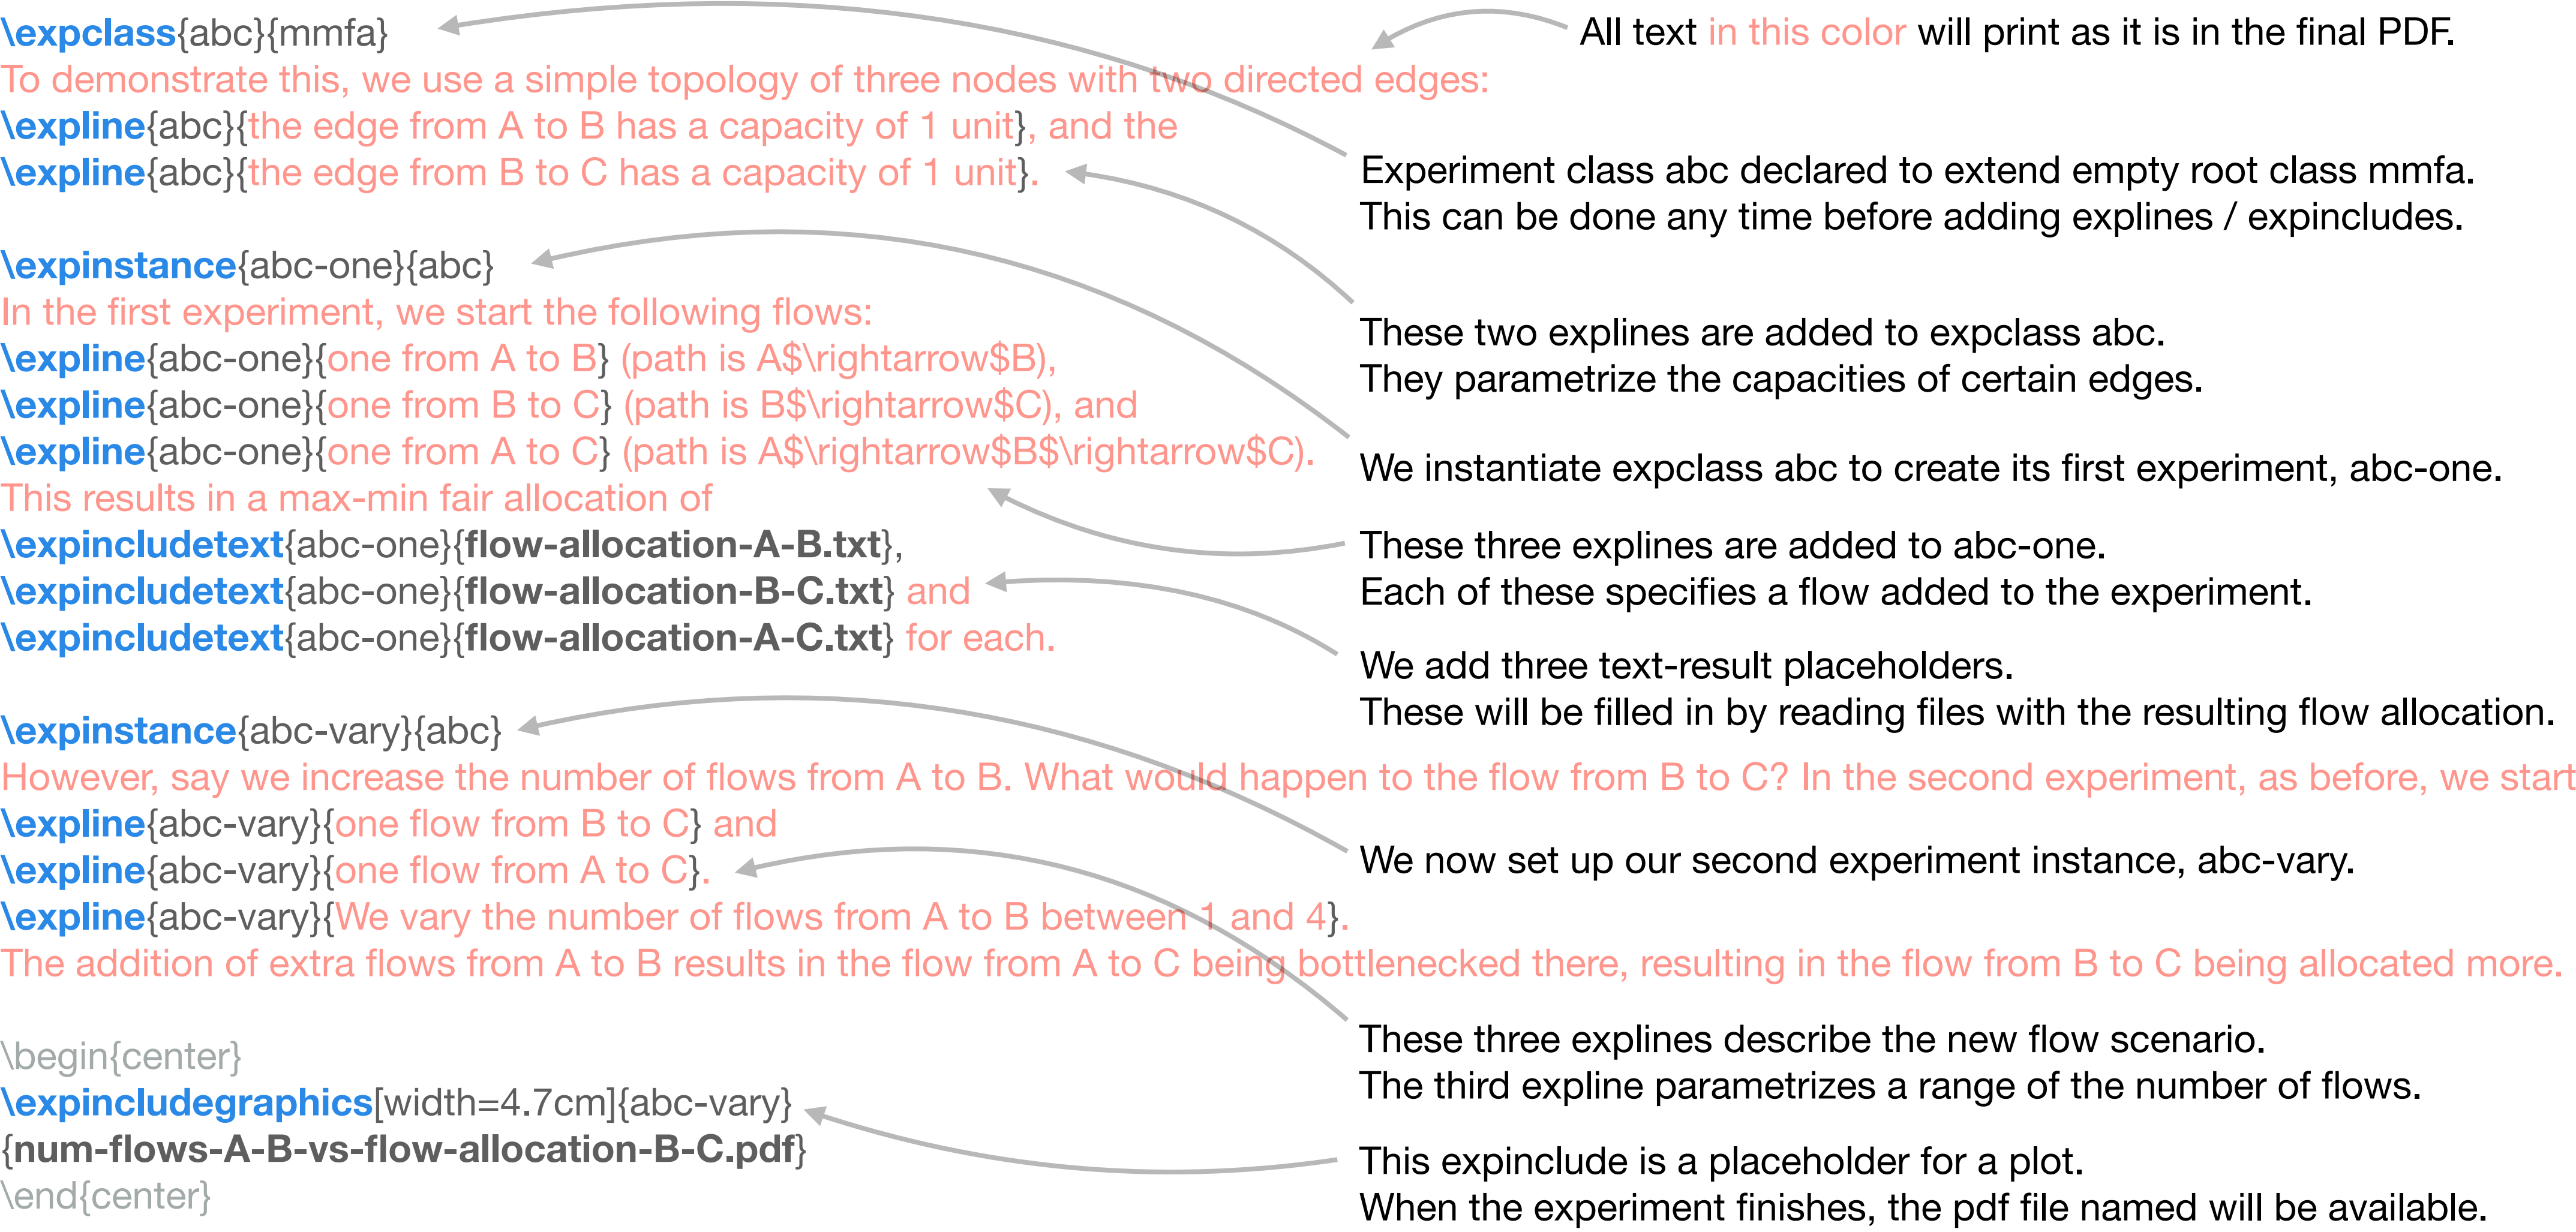 \expclass{abc}{mmfa}
To demonstrate this, we use a simple topology of three nodes with two directed edges:
\expline{abc}{the edge from A to B has a capacity of 1 unit}, and the
\expline{abc}{the edge from B to C has a capacity of 1 unit}.
\expinstance{abc-one}{abc}
In the first experiment, we start the following flows:
\expline{abc-one}{one from A to B} (path is A$\rightarrow$B),
\expline{abc-one}{one from B to C} (path is B$\rightarrow$C), and
\expline{abc-one}{one from A to C} (path is A$\rightarrow$B$\rightarrow$C).
This results in a max-min fair allocation of
\expincludetext{abc-one}{flow-allocation-A-B.txt},
\expincludetext{abc-one}{flow-allocation-B-C.txt} and
\expincludetext{abc-one}{flow-allocation-A-C.txt} for each.
\expinstance{abc-vary}{abc}
However, say we increase the number of flows from A to B. What would happen to the flow from B to C? In the second experiment, as before, we start
\expline{abc-vary}{one flow from B to C} and
\expline{abc-vary}{one flow from A to C}.
\expline{abc-vary}{We vary the number of flows from A to B between 1 and 4}.
The addition of extra flows from A to B results in the flow from A to C being bottlenecked there, resulting in the flow from B to C being allocated more.
\begin{center}
\expincludegraphics[width=4.7cm]{abc-vary}
{num-flows-A-B-vs-flow-allocation-B-C.pdf}
\end{center}
All text in this color will print as it is in the final PDF.
Experiment class abc declared to extend empty root class mmfa.
This can be done any time before adding explines / expincludes.
These two explines are added to expclass abc.
They parametrize the capacities of certain edges.
We instantiate expclass abc to create its first experiment, abc-one.
These three explines are added to abc-one.
Each of these specifies a flow added to the experiment.
We add three text-result placeholders.
These will be filled in by reading files with the resulting flow allocation.
We now set up our second experiment instance, abc-vary.
These three explines describe the new flow scenario.
The third expline parametrizes a range of the number of flows.
This expinclude is a placeholder for a plot.
When the experiment finishes, the pdf file named will be available.